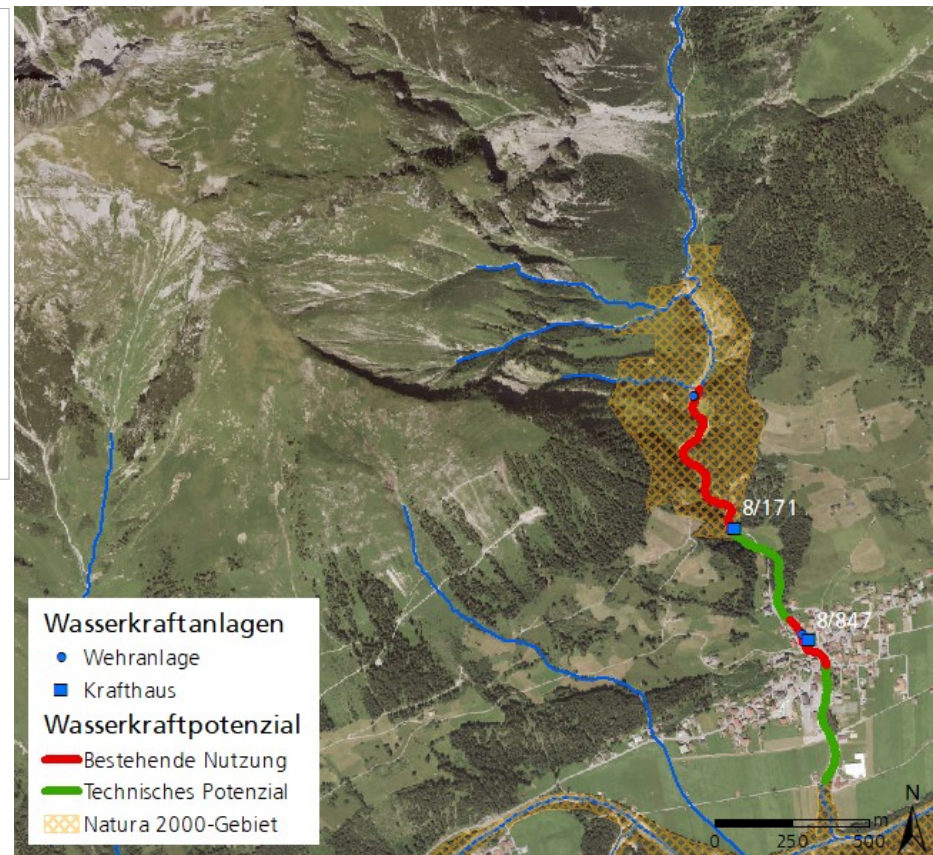 8/171
8/847
Wasserkraftanlagen
Wehranlage
Krafthaus
Wasserkraftpotenzial
Bestehende Nutzung
Technisches Potenzial
Natura 2000-Gebiet
N
m
0 250 500